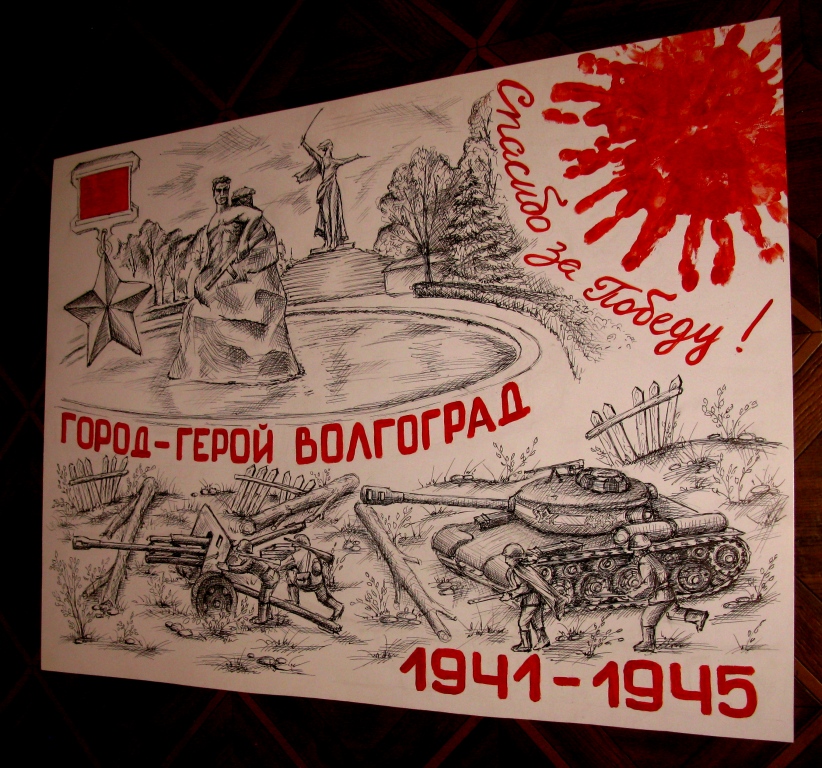 Спасибо за Победу!
ГОРОД-ГЕРОЙ ВОЛГОГРАД
1941-1945